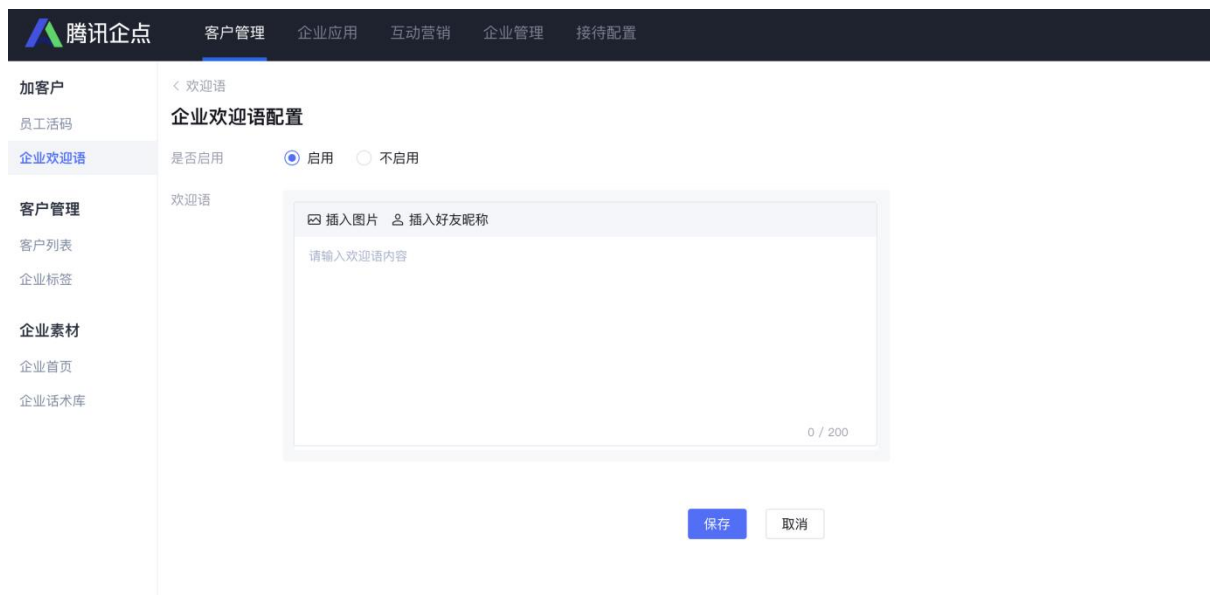 腾讯企点 客户管理 企业应用 互动营销 企业管理 接待配置
加客户
员工活码
企业欢迎语
客户管理
客户列表
企业标签
企业素材
企业首页
企业话术库
< 欢迎语
企业欢迎语配置
是否启用 启用 不启用
欢迎语
插入图片 插入好友昵称
请输入欢迎语内容
0 / 200
保存 取消